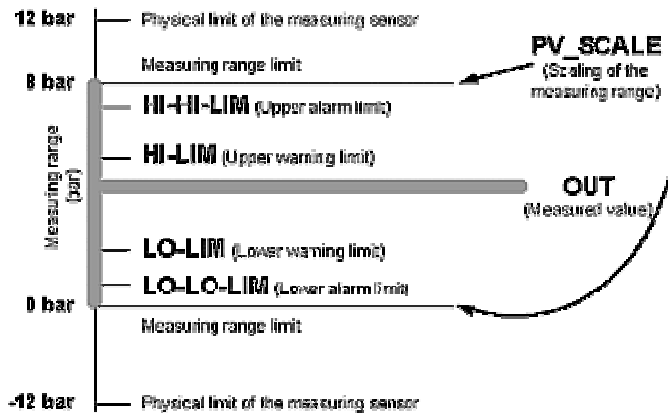 12 bar
Physical limit of the measuring sensor
PV_SCALE
(Scaling of the
measuring range)
Measuring range limit
8 bar
HI-HI-LIM (Upper alarm limit)
HI-LIM (Upper warning limit)
Measuring range
(bar)
OUT
(Measured value)
LO-LIM (Lower warning limit)
LO-LO-LIM (Lower alarm limit)
0 bar
Measuring range limit
-12 bar
Physical limit of the measuring sensor